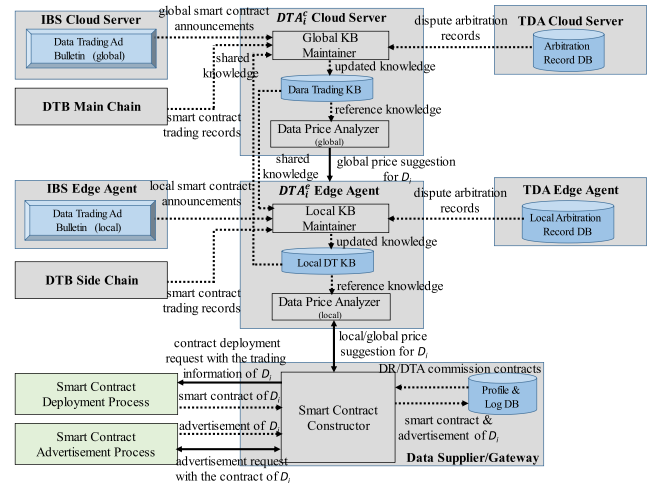 IBS Cloud Server
Data Trading Ad
Bulletin (global)
DTB Main Chain
global smart contract
announcements
shared
knowledge
smart contract
trading records
DTA_i^e Cloud Server
Global KB
Maintainer
updated knowledge
Dara Trading KB
reference knowledge
Data Price Analyzer
(global)
dispute arbitration
records
TDA Cloud Server
Arbitration
Record DB
shared
knowledge
global price suggestion
for D_i
IBS Edge Agent
Data Trading Ad
Bulletin (local)
DTB Side Chain
local smart contract
announcements
smart contract
trading records
DTA_i^e Edge Agent
Local KB
Maintainer
updated knowledge
Local DT KB
reference knowledge
Data Price Analyzer
(local)
dispute arbitration
records
TDA Edge Agent
Local Arbitration
Record DB
local/global price
suggestion for D_i
contract deployment
request with the trading
information of D_i
Smart Contract
Deployment Process
smart contract of D_i
advertisement of D_i
Smart Contract
Advertisement Process
advertisement request
with the contract of D_i
Smart Contract
Constructor
DR/DTA commission contracts
Profile &
Log DB
smart contract &
advertisement of D_i
Data Supplier/Gateway